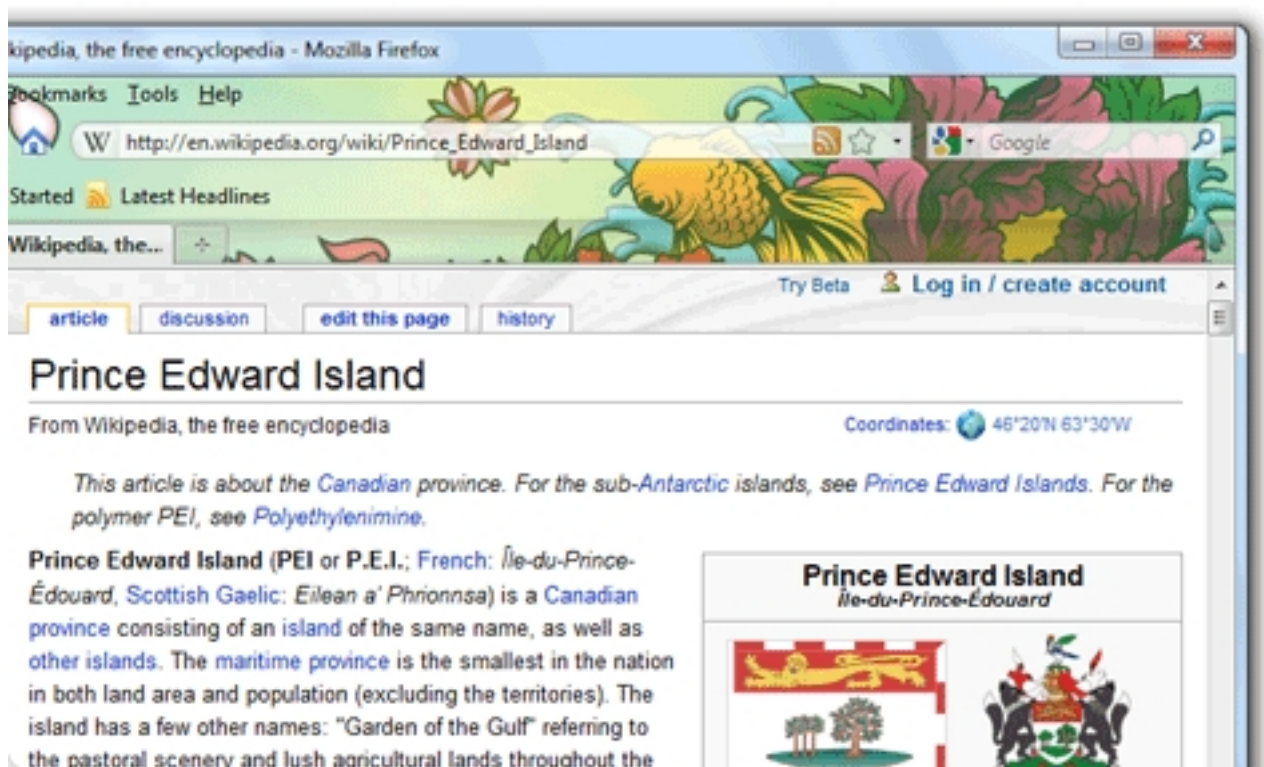 kipedia, the free encyclopedia - Mozilla Firefox
Bookmarks Tools Help
W http://en.wikipedia.org/wiki/Prince_Edward_Island Google
Started Latest Headlines
Wikipedia, the...
Try Beta Log in / create account
article discussion edit this page history
Prince Edward Island
From Wikipedia, the free encyclopedia Coordinates: 46°20'N 63°30'W
This article is about the Canadian province. For the sub-Antarctic islands, see Prince Edward Islands. For the
polymer PEI, see Polyethylenimine.
Prince Edward Island (PEI or P.E.I.; French: Île-du-Prince-
Édouard, Scottish Gaelic: Eilean a' Phrionnsa) is a Canadian
province consisting of an island of the same name, as well as
other islands. The maritime province is the smallest in the nation
in both land area and population (excluding the territories). The
island has a few other names: "Garden of the Gulf" referring to
the pastoral scenery and lush agricultural lands throughout the
Prince Edward Island
Île-du-Prince-Édouard